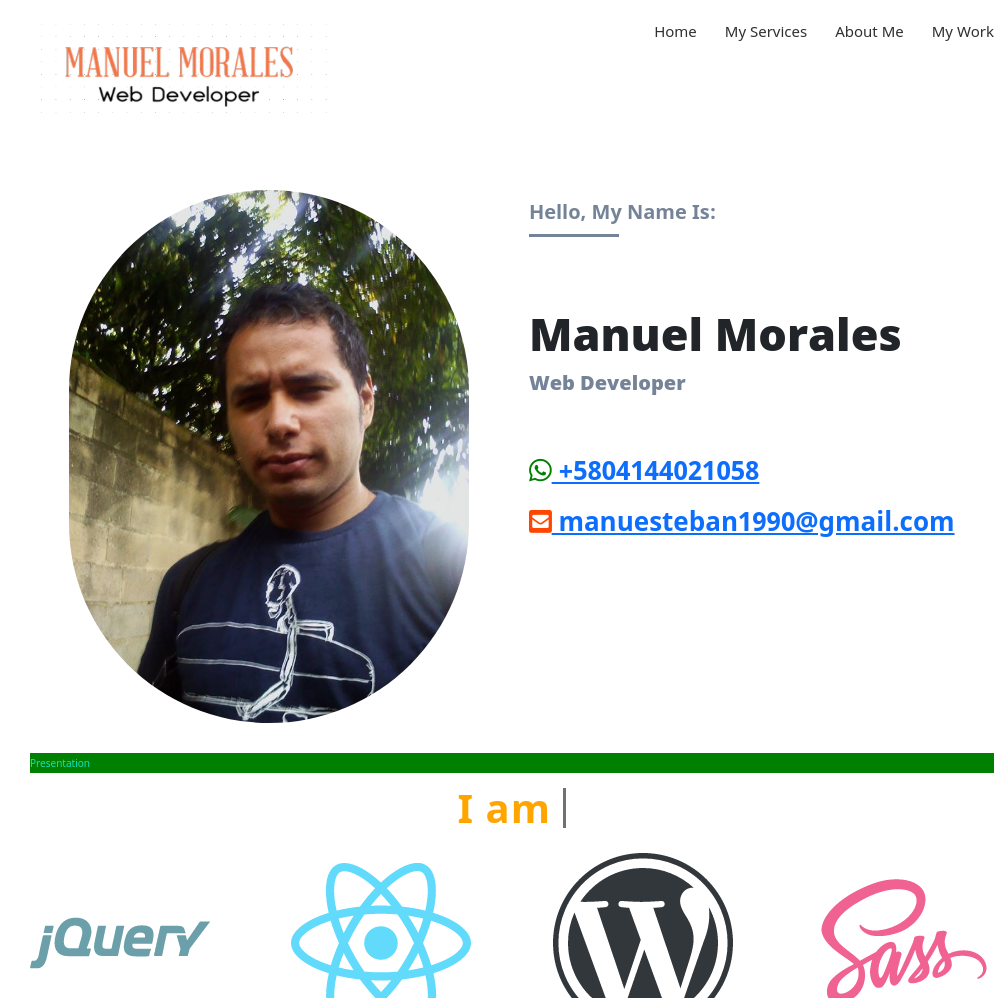 MANUEL MORALES
Web Developer
Home My Services About Me My Work
Hello, My Name Is:
Manuel Morales
Web Developer
+5804144021058
manuesteban1990@gmail.com
Presentation
I am
jQuery
Sass